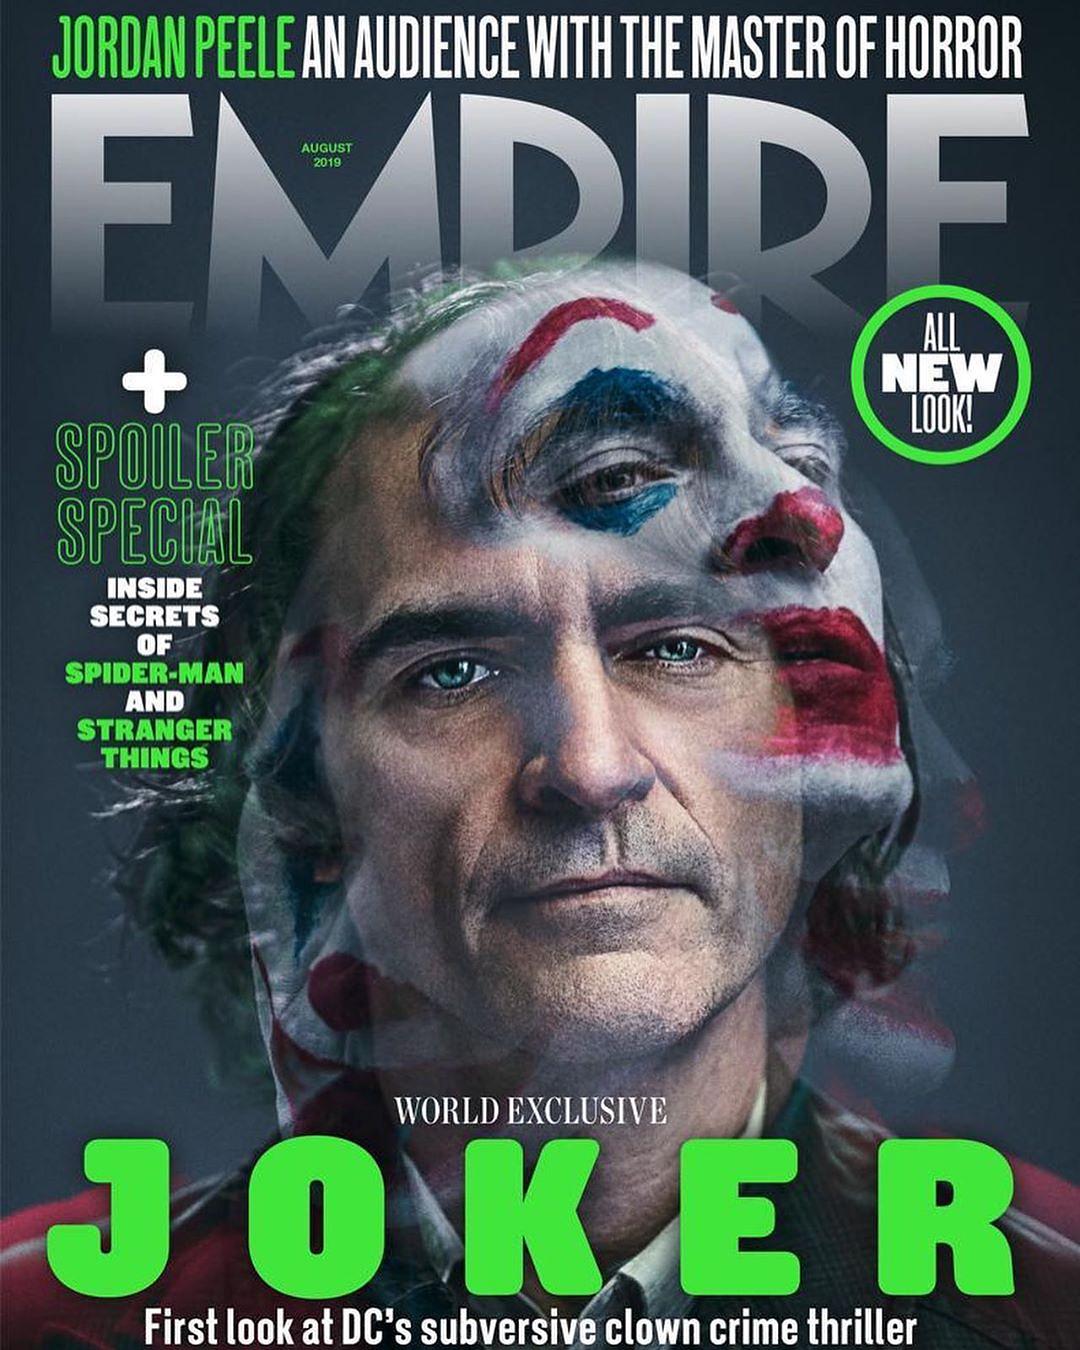 JORDAN PEELE AN AUDIENCE WITH THE MASTER OF HORROR
EMPIRE
AUGUST
2019
ALL
NEW
LOOK!
+
SPOILER
SPECIAL
INSIDE
SECRETS
OF
SPIDER-MAN
AND
STRANGER
THINGS
WORLD EXCLUSIVE
JOKER
First look at DC's subversive clown crime thriller